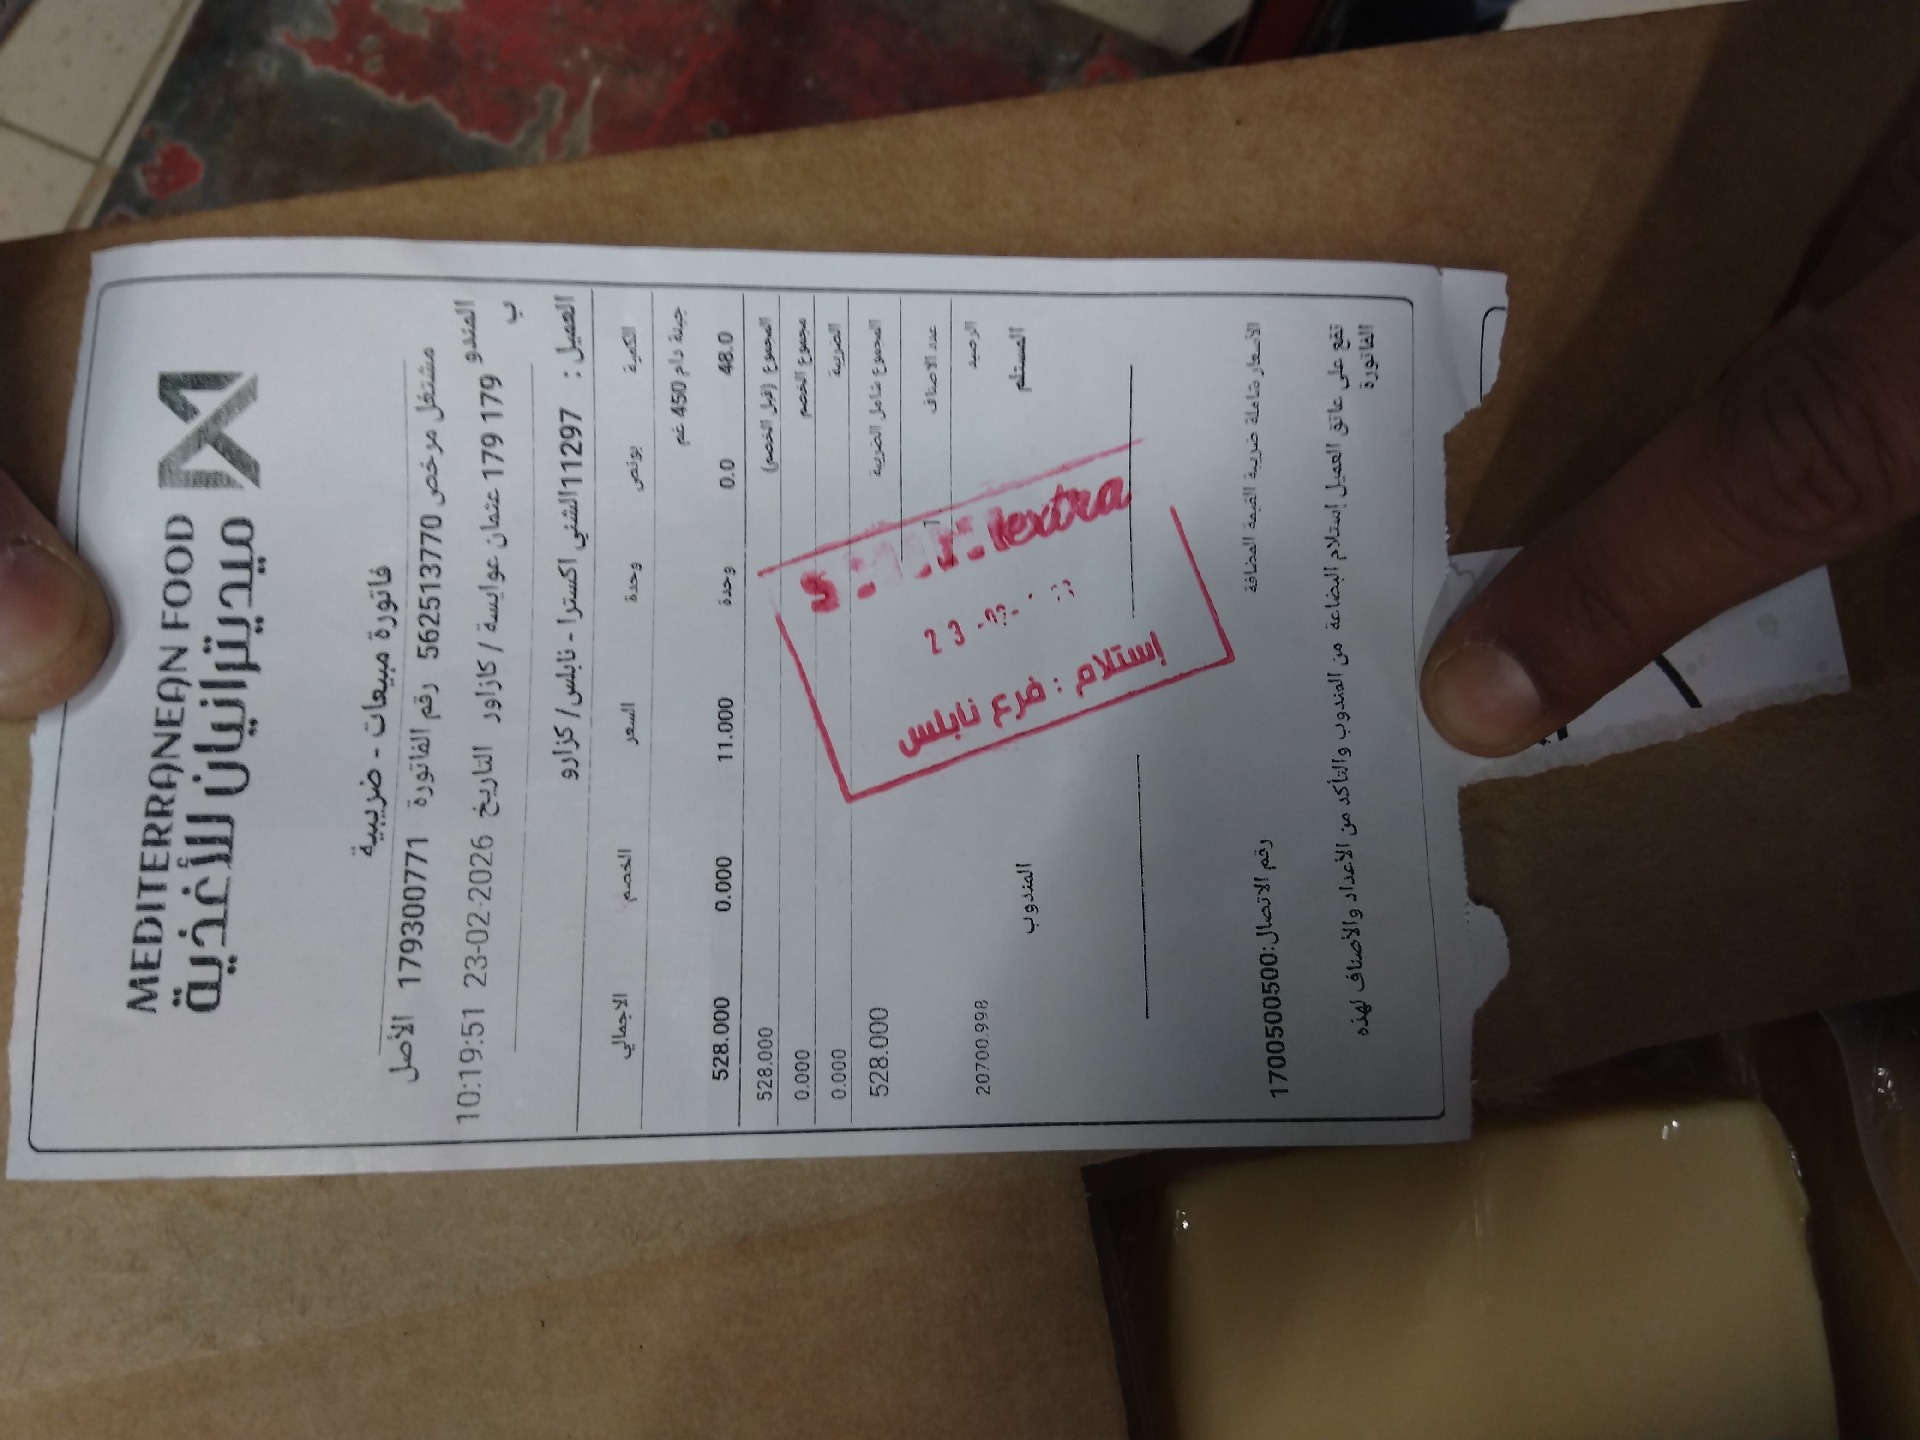 MEDITERRANEAN FOOD
ميديترانيان للأغذية
فاتورة مبيعات - ضريبية
مشتغل مرخص 562513770 رقم الفاتورة 179300771 الأصل
المندوب 179 179 عثمان عوايسة / كازاور التاريخ 23-02-2026 10:19:51
العميل : 11297الشني اكسترا - نابلس/ كزارو
الكمية بونص وحدة السعر الخصم الاجمالي
جبنة دام 450 غم
48.0 0.0 وحدة 11.000 0.000 528.000
المجموع (قبل الخصم) 528.000
مجموع الخصم 0.000
الضريبة 0.000
المجموع شامل الضريبة 528.000
عدد الاصناف 1
الرصيد 20700.998
المستلم المندوب
extra
23
إستلام : فرع نابلس
الأسعار شاملة ضريبة القيمة المضافة رقم الاتصال:1700500500
تقع على عاتق العميل إستلام البضاعة من المندوب والتأكد من الأعداد والأصناف لهذه
الفاتورة